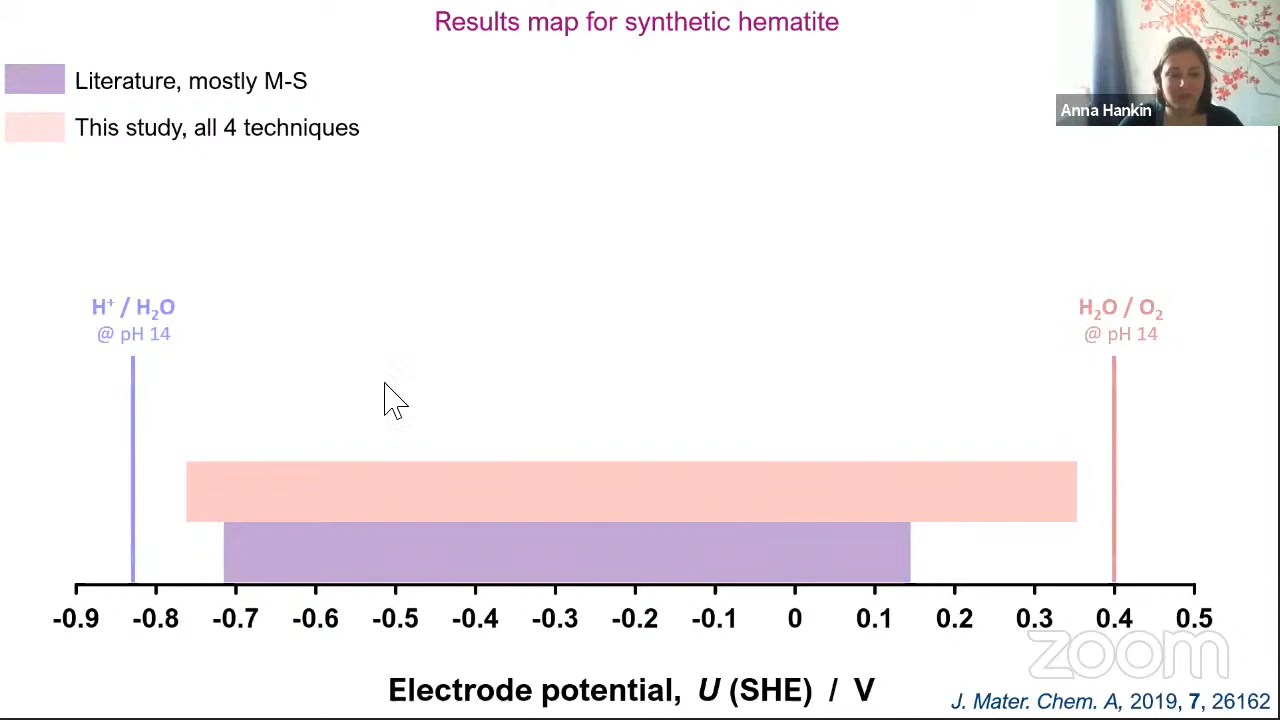 Results map for synthetic hematite
Literature, mostly M-S
This study, all 4 techniques
Anna Hankin
H⁺ / H₂O
@ pH 14
H₂O / O₂
@ pH 14
-0.9 -0.8 -0.7 -0.6 -0.5 -0.4 -0.3 -0.2 -0.1 0 0.1 0.2 0.3 0.4 0.5
zoom
Electrode potential, U (SHE) / V
J. Mater. Chem. A, 2019, 7, 26162